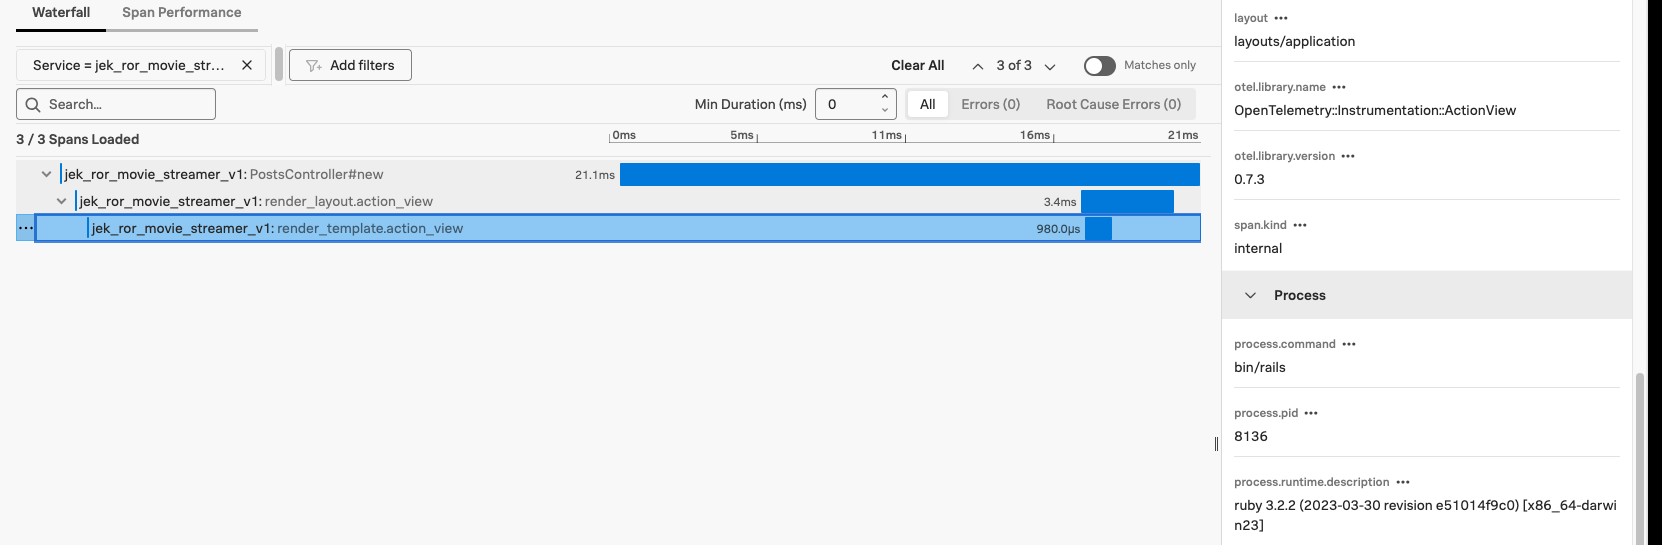 Waterfall Span Performance
Service = jek_ror_movie_str... Add filters Clear All 3 of 3 Matches only
Search... Min Duration (ms) 0 All Errors (0) Root Cause Errors (0)
3 / 3 Spans Loaded 0ms 5ms 11ms 16ms 21ms
jek_ror_movie_streamer_v1: PostsController#new 21.1ms
jek_ror_movie_streamer_v1: render_layout.action_view 3.4ms
... jek_ror_movie_streamer_v1: render_template.action_view 980.0µs
layout ...
layouts/application
otel.library.name ...
OpenTelemetry::Instrumentation::ActionView
otel.library.version ...
0.7.3
span.kind ...
internal
Process
process.command ...
bin/rails
process.pid ...
8136
process.runtime.description ...
ruby 3.2.2 (2023-03-30 revision e51014f9c0) [x86_64-darwi
n23]